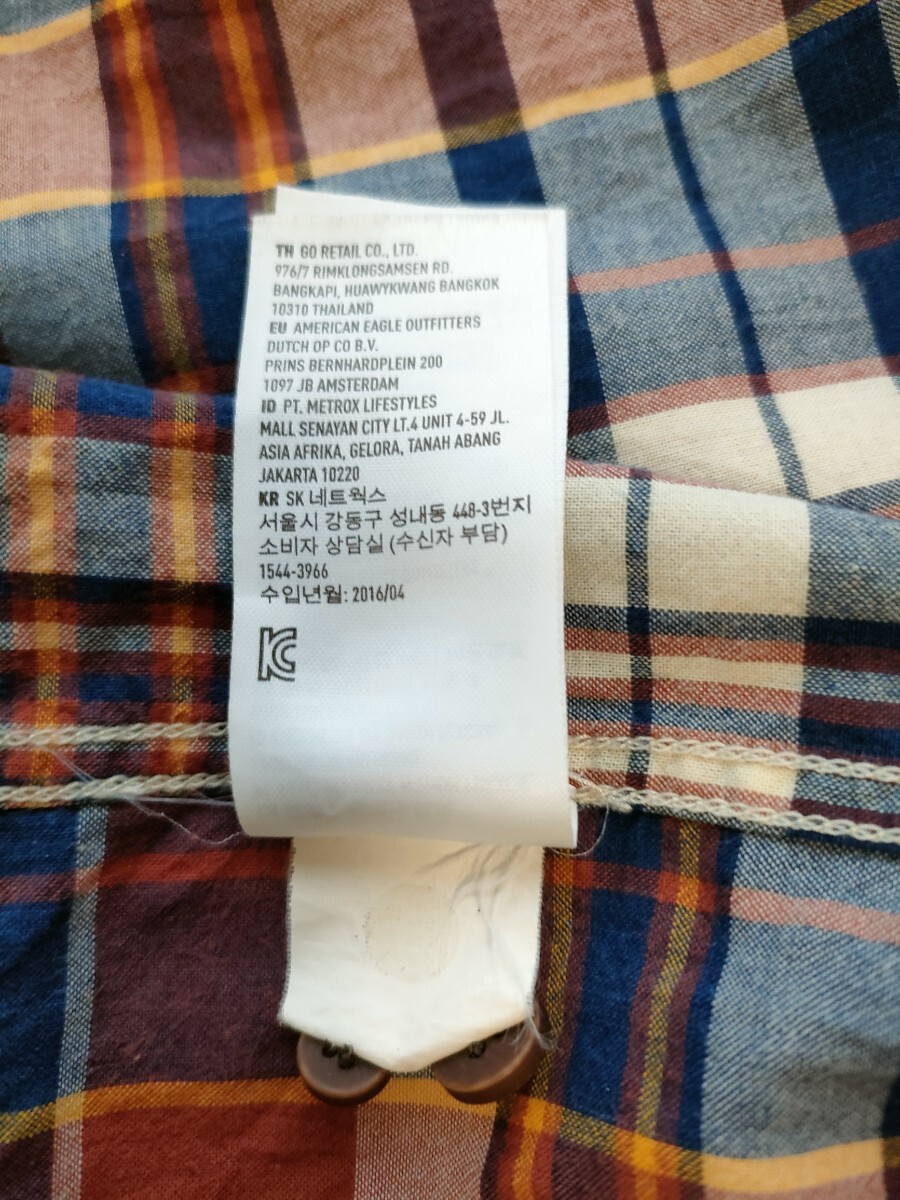 TH GO RETAIL CO., LTD.
976/7 RIMKLONGSAMSEN RD.
BANGKAPI, HUAWYKWANG BANGKOK
10310 THAILAND
EU AMERICAN EAGLE OUTFITTERS
DUTCH OP CO B.V.
PRINS BERNHARDPLEIN 200
1097 JB AMSTERDAM
ID PT. METROX LIFESTYLES
MALL SENAYAN CITY LT.4 UNIT 4-59 JL.
ASIA AFRIKA, GELORA, TANAH ABANG
JAKARTA 10220
KR SK 네트웍스
서울시 강동구 성내동 448-3번지
소비자 상담실 (수신자 부담)
1544-3966
수입년월: 2016/04
KC